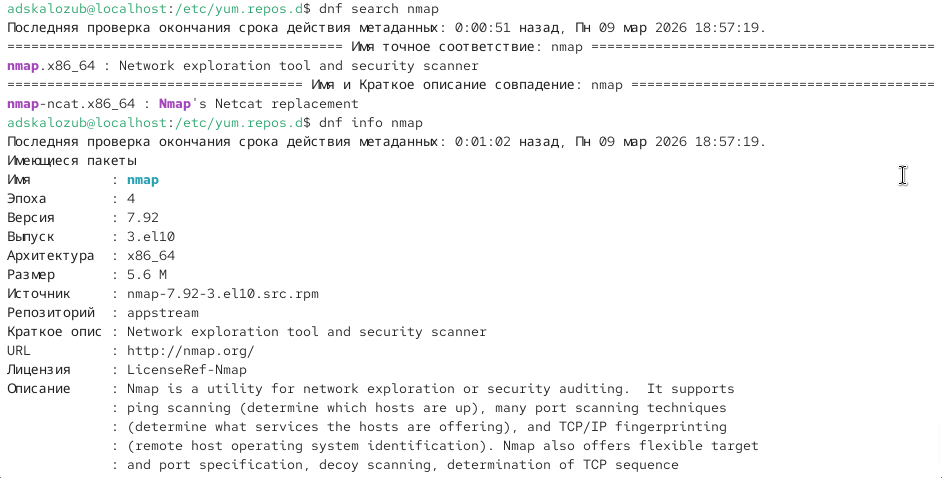 adskalozub@localhost:/etc/yum.repos.d$ dnf search nmap
Последняя проверка окончания срока действия метаданных: 0:00:51 назад, Пн 09 мар 2026 18:57:19.
========================================== Имя точное соответствие: nmap ===========================================
nmap.x86_64 : Network exploration tool and security scanner
===================================== Имя и Краткое описание совпадение: nmap ======================================
nmap-ncat.x86_64 : Nmap's Netcat replacement
adskalozub@localhost:/etc/yum.repos.d$ dnf info nmap
Последняя проверка окончания срока действия метаданных: 0:01:02 назад, Пн 09 мар 2026 18:57:19.
Имеющиеся пакеты
Имя          : nmap
Эпоха        : 4
Версия       : 7.92
Выпуск       : 3.el10
Архитектура  : x86_64
Размер       : 5.6 M
Источник     : nmap-7.92-3.el10.src.rpm
Репозиторий  : appstream
Краткое опис : Network exploration tool and security scanner
URL          : http://nmap.org/
Лицензия     : LicenseRef-Nmap
Описание     : Nmap is a utility for network exploration or security auditing.  It supports
             : ping scanning (determine which hosts are up), many port scanning techniques
             : (determine what services the hosts are offering), and TCP/IP fingerprinting
             : (remote host operating system identification). Nmap also offers flexible target
             : and port specification, decoy scanning, determination of TCP sequence